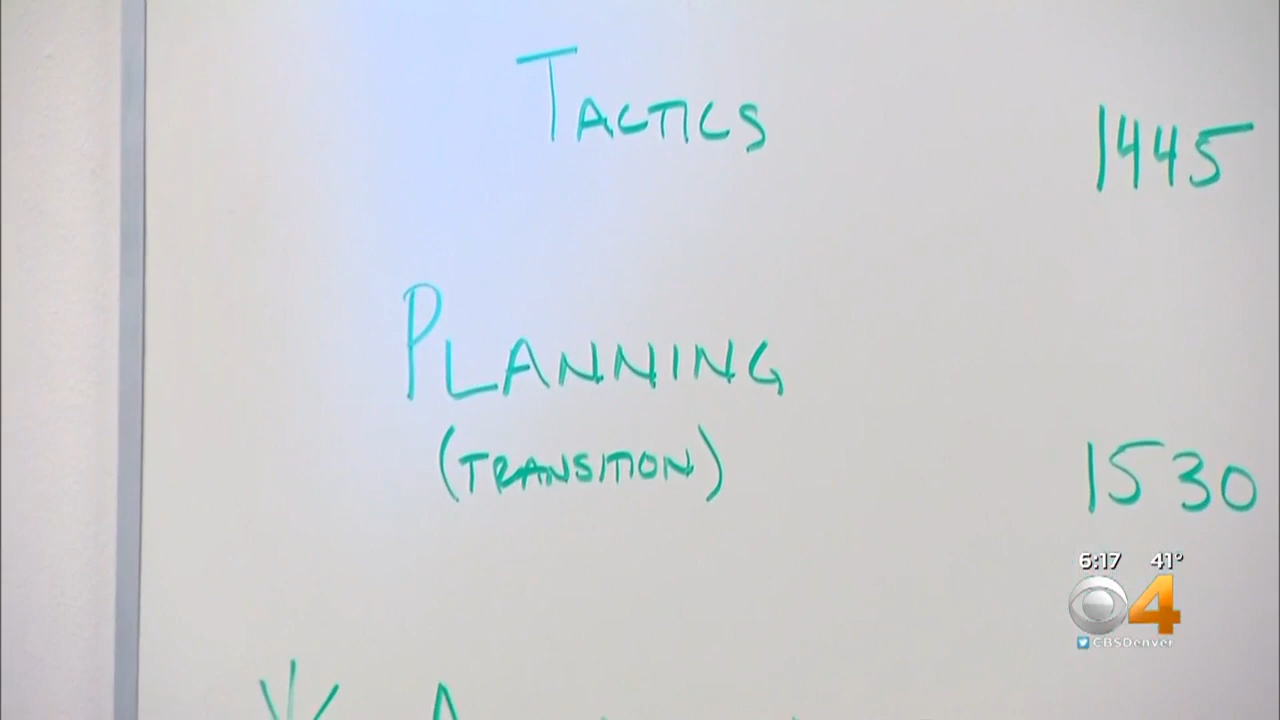 TACTICS
1445
PLANNING
(TRANSITION)
1530
6:17 41°
4
CBSDenver